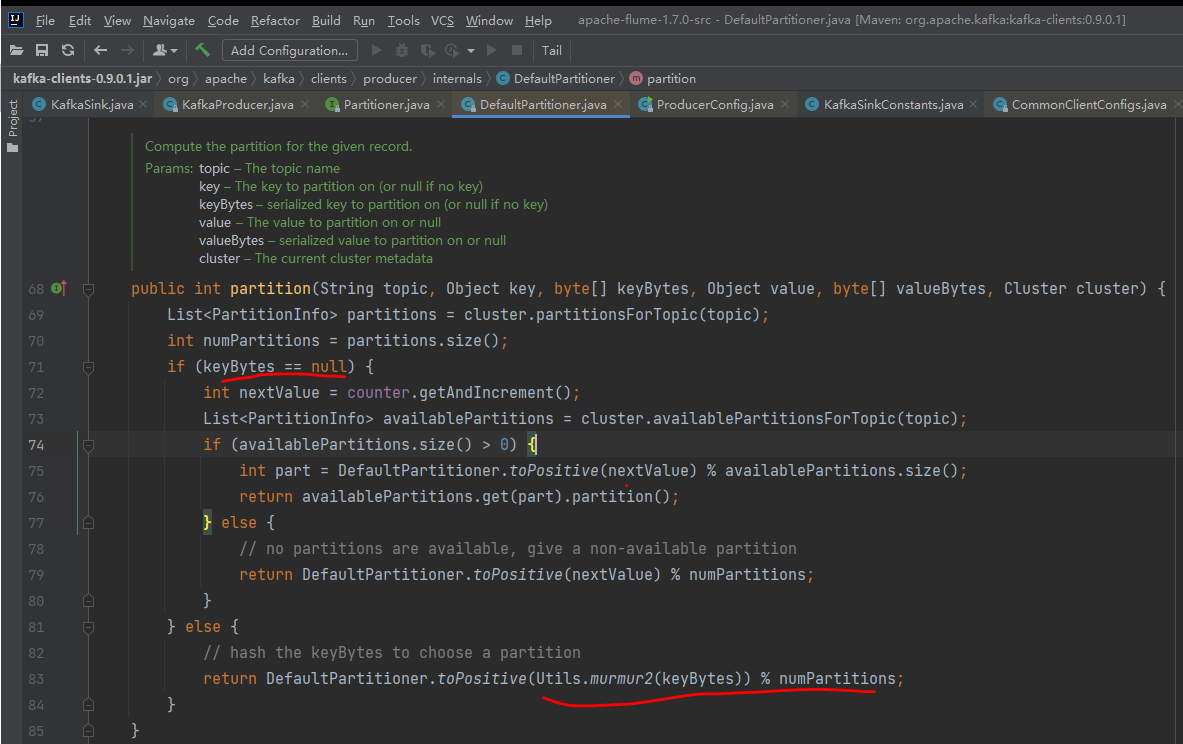 File Edit View Navigate Code Refactor Build Run Tools VCS Window Help apache-flume-1.7.0-src - DefaultPartitioner.java [Maven: org.apache.kafka:kafka-clients:0.9.0.1]
Add Configuration... Tail
kafka-clients-0.9.0.1.jar org apache kafka clients producer internals DefaultPartitioner partition
KafkaSink.java KafkaProducer.java Partitioner.java DefaultPartitioner.java ProducerConfig.java KafkaSinkConstants.java CommonClientConfigs.java
Project
Compute the partition for the given record.
Params: topic – The topic name
key – The key to partition on (or null if no key)
keyBytes – serialized key to partition on (or null if no key)
value – The value to partition on or null
valueBytes – serialized value to partition on or null
cluster – The current cluster metadata
68 public int partition(String topic, Object key, byte[] keyBytes, Object value, byte[] valueBytes, Cluster cluster) {
69 List<PartitionInfo> partitions = cluster.partitionsForTopic(topic);
70 int numPartitions = partitions.size();
71 if (keyBytes == null) {
72 int nextValue = counter.getAndIncrement();
73 List<PartitionInfo> availablePartitions = cluster.availablePartitionsForTopic(topic);
74 if (availablePartitions.size() > 0) {
75 int part = DefaultPartitioner.toPositive(nextValue) % availablePartitions.size();
76 return availablePartitions.get(part).partition();
77 } else {
78 // no partitions are available, give a non-available partition
79 return DefaultPartitioner.toPositive(nextValue) % numPartitions;
80 }
81 } else {
82 // hash the keyBytes to choose a partition
83 return DefaultPartitioner.toPositive(Utils.murmur2(keyBytes)) % numPartitions;
84 }
85 }